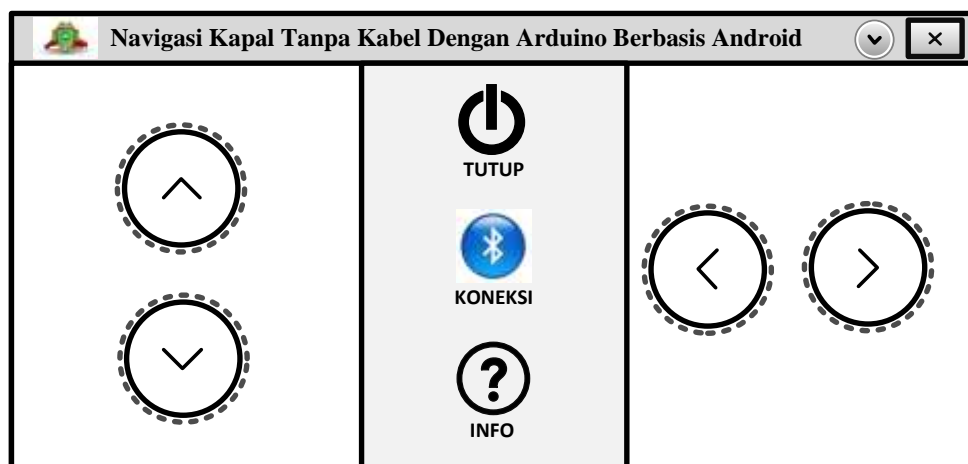 Navigasi Kapal Tanpa Kabel Dengan Arduino Berbasis Android
TUTUP
KONEKSI
INFO